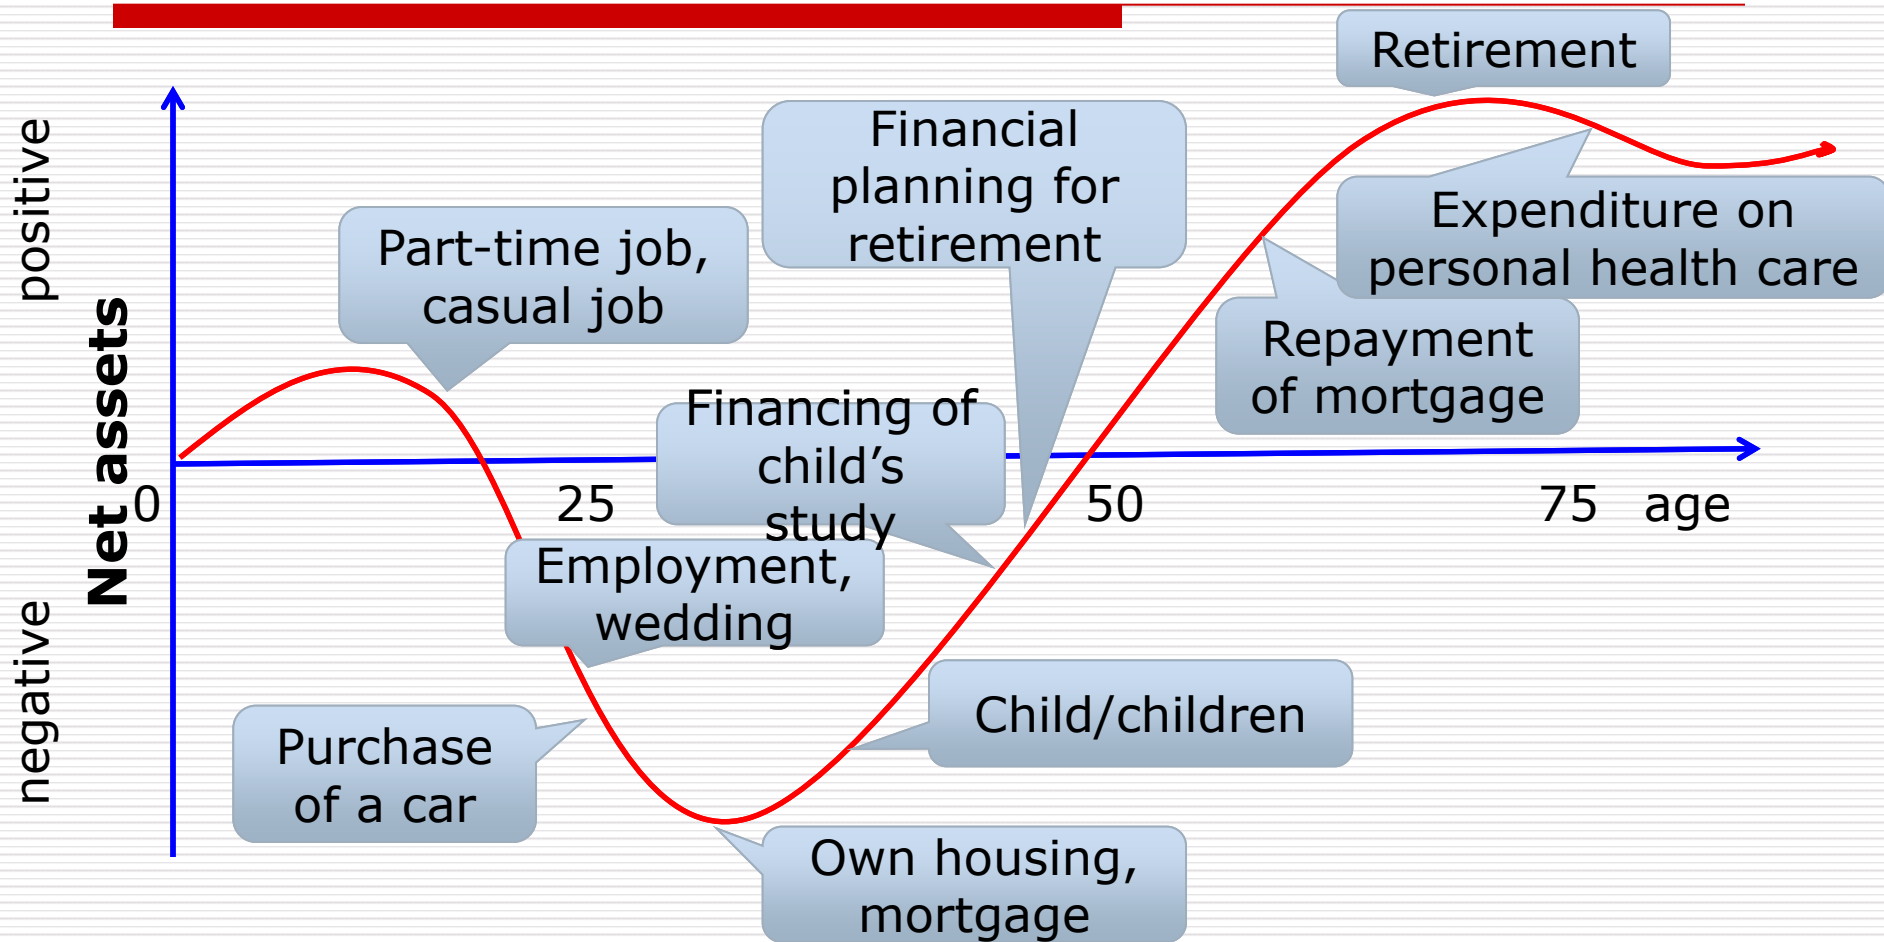 Retirement
Financial
planning for
retirement
positive
Part-time job,
casual job
Expenditure on
personal health care
Repayment
of mortgage
Net assets
Financing of
child’s
study
0
25
50
75
age
Employment,
wedding
negative
Child/children
Purchase
of a car
Own housing,
mortgage